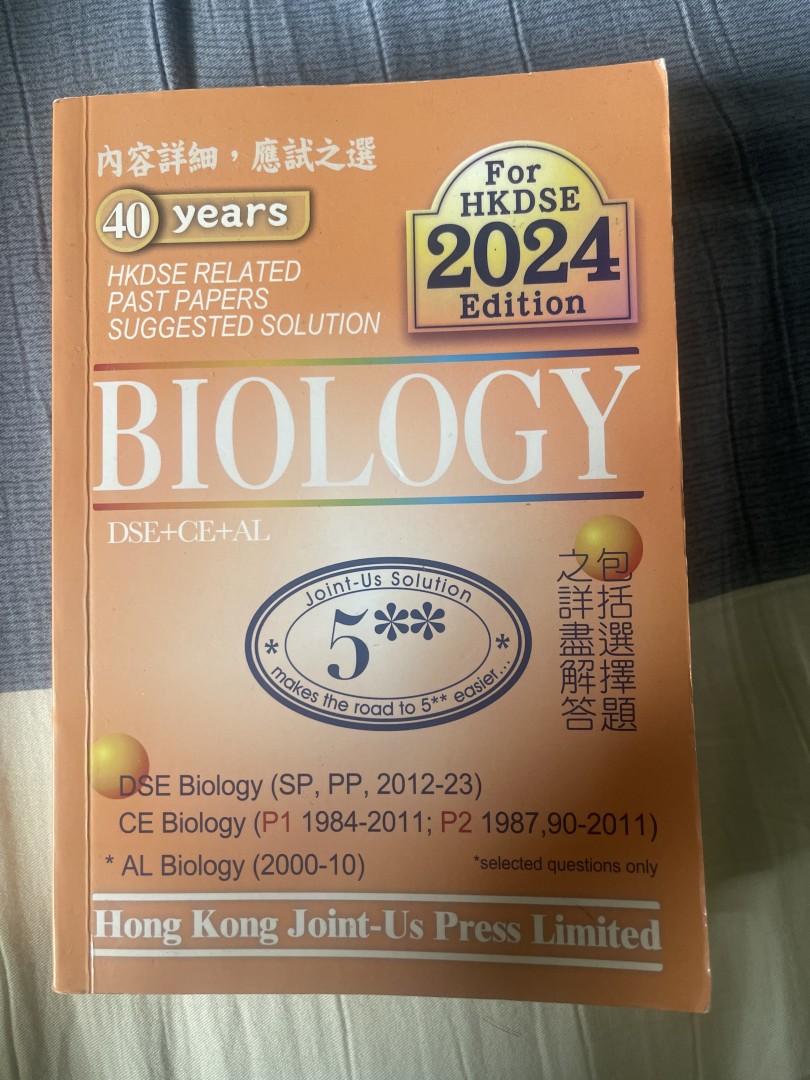 內容詳細，應試之選
40 years
HKDSE RELATED
PAST PAPERS
SUGGESTED SOLUTION
For
HKDSE
2024
Edition
BIOLOGY
DSE+CE+AL
Joint-Us Solution
* 5** *
makes the road to 5** easier...
包括選擇題
之詳盡解答
DSE Biology (SP, PP, 2012-23)
CE Biology (P1 1984-2011; P2 1987,90-2011)
* AL Biology (2000-10)
*selected questions only
Hong Kong Joint-Us Press Limited